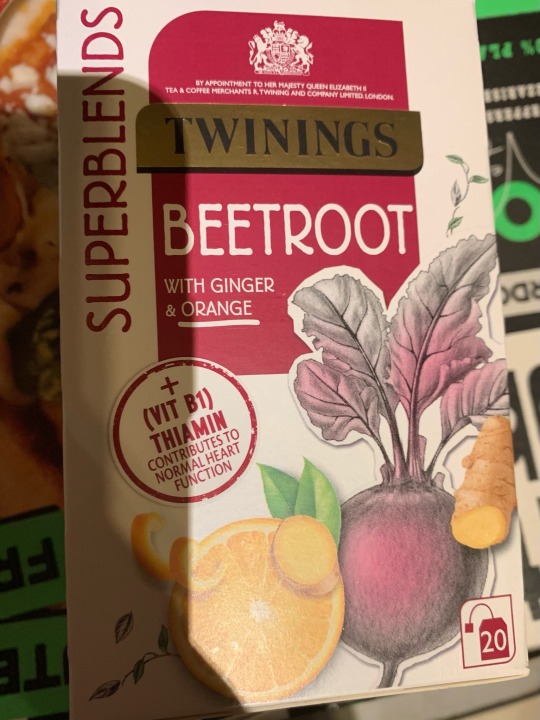 SUPERBLENDS
BY APPOINTMENT TO HER MAJESTY QUEEN ELIZABETH II
TEA & COFFEE MERCHANTS R. TWINING AND COMPANY LIMITED. LONDON.
TWININGS
BEETROOT
WITH GINGER
& ORANGE
+
(VIT B1)
THIAMIN
CONTRIBUTES TO
NORMAL HEART
FUNCTION
20